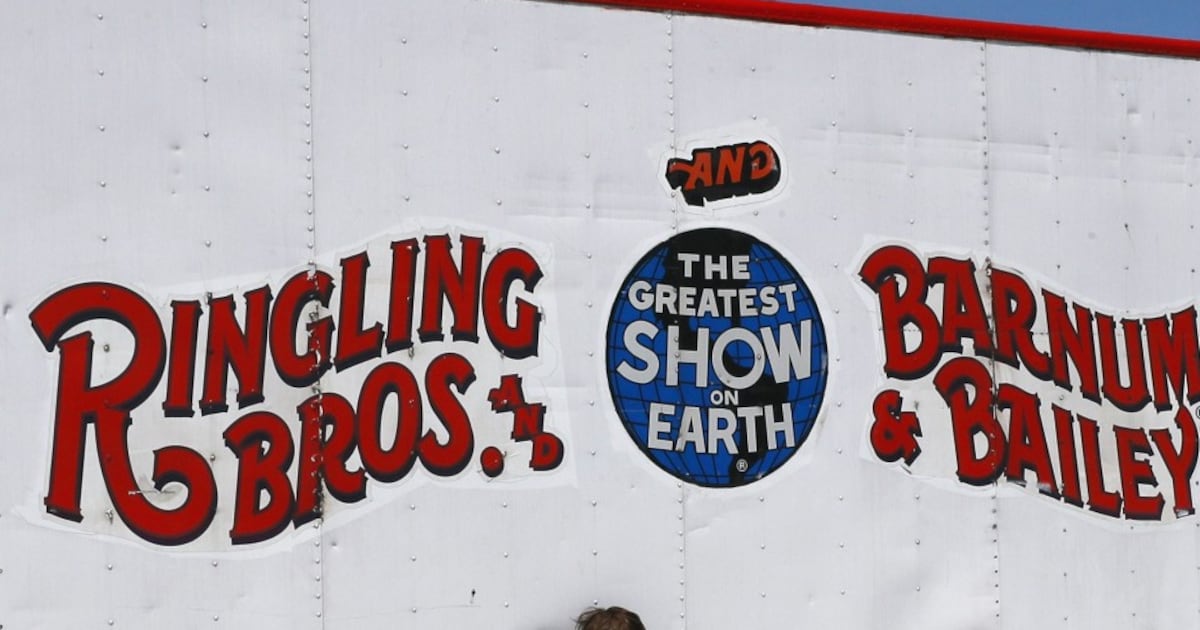 RINGLING
BROS. AND
AND
THE
GREATEST
SHOW
ON
EARTH
®
BARNUM
& BAILEY
®